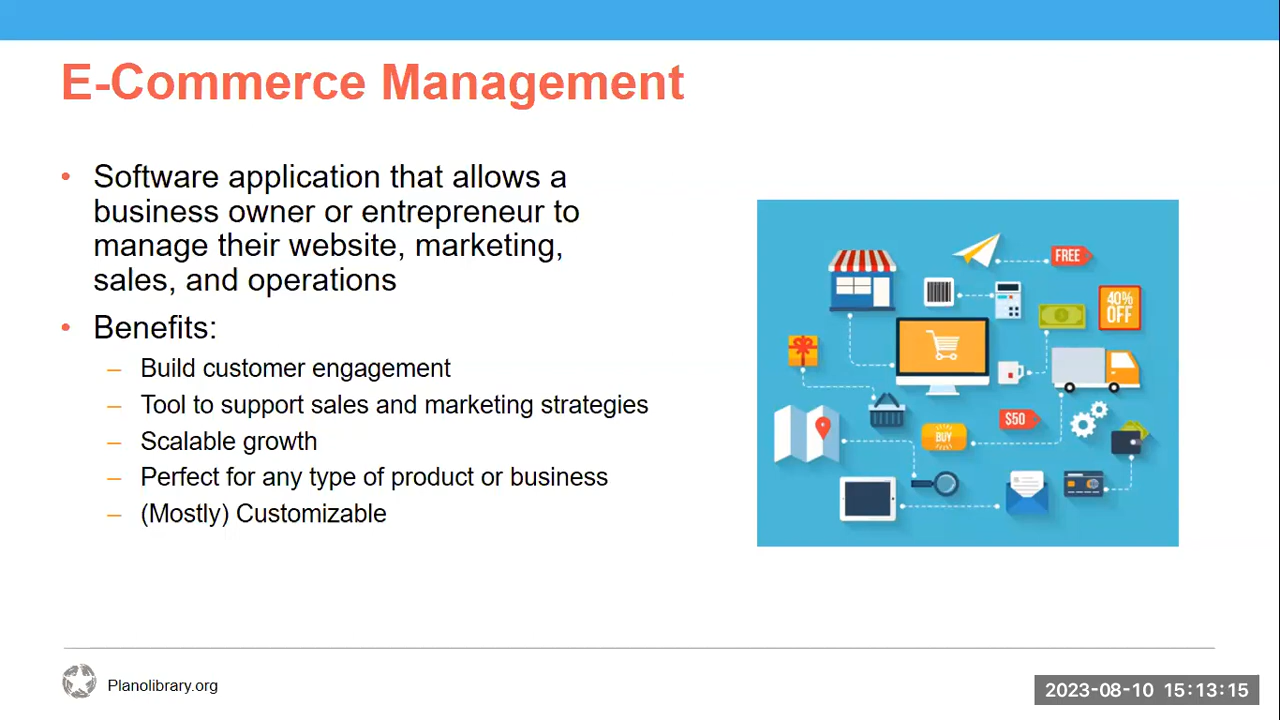 E-Commerce Management
• Software application that allows a
business owner or entrepreneur to
manage their website, marketing,
sales, and operations
• Benefits:
– Build customer engagement
– Tool to support sales and marketing strategies
– Scalable growth
– Perfect for any type of product or business
– (Mostly) Customizable
FREE
40%
OFF
$50
BUY
Planolibrary.org
2023-08-10 15:13:15